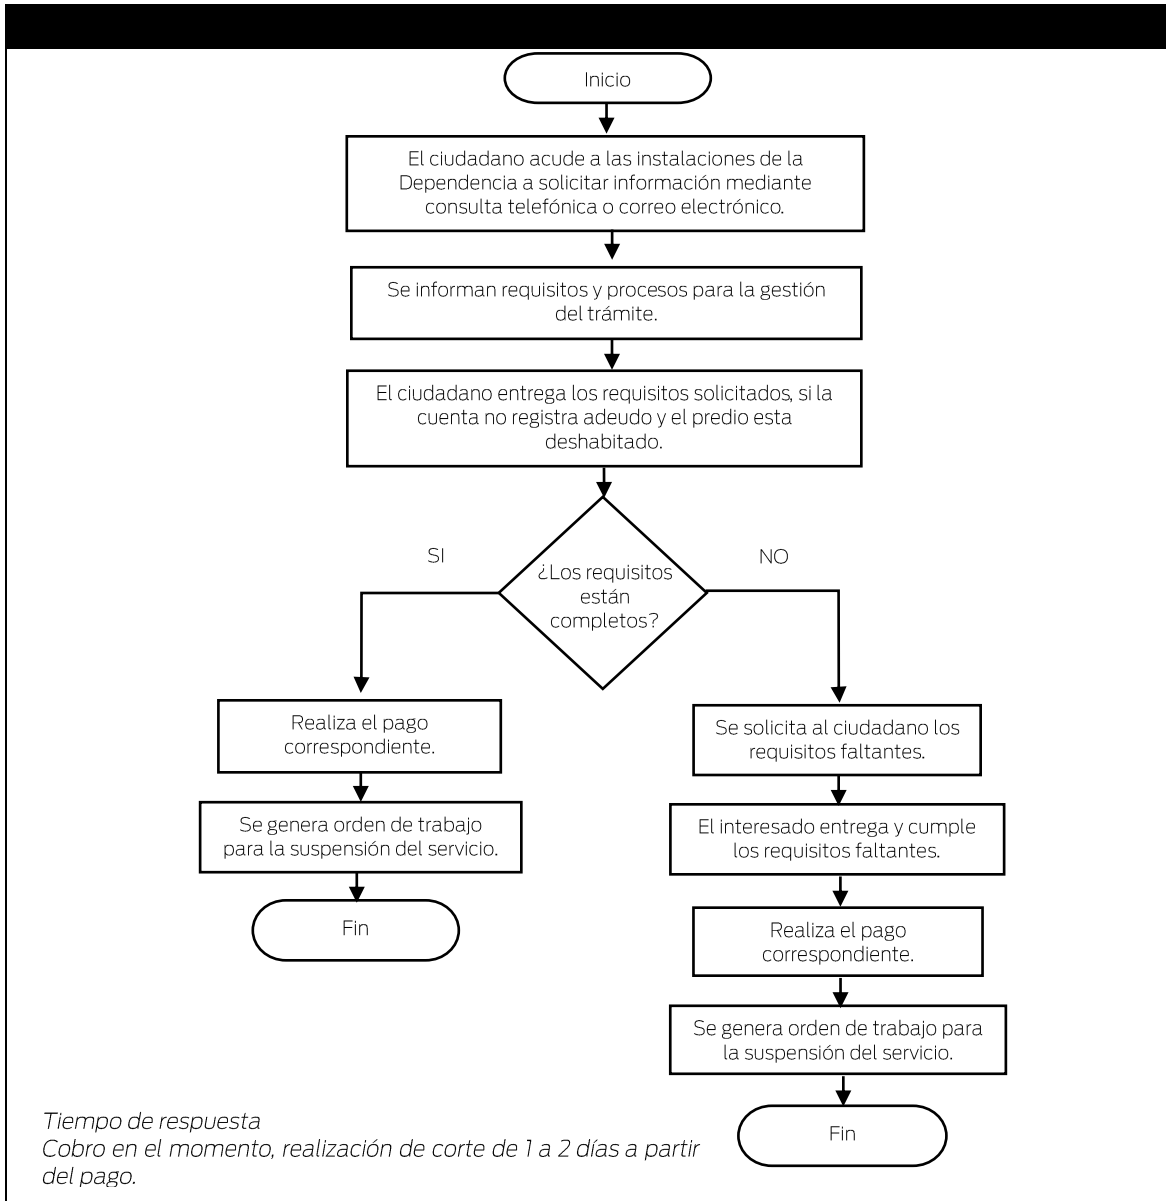 Inicio
El ciudadano acude a las instalaciones de la
Dependencia a solicitar información mediante
consulta telefónica o correo electrónico.
Se informan requisitos y procesos para la gestión
del trámite.
El ciudadano entrega los requisitos solicitados, si la
cuenta no registra adeudo y el predio esta
deshabitado.
¿Los requisitos
están
completos?
SI
NO
Realiza el pago
correspondiente.
Se genera orden de trabajo
para la suspensión del servicio.
Fin
Se solicita al ciudadano los
requisitos faltantes.
El interesado entrega y cumple
los requisitos faltantes.
Realiza el pago
correspondiente.
Se genera orden de trabajo para
la suspensión del servicio.
Fin
Tiempo de respuesta
Cobro en el momento, realización de corte de 1 a 2 días a partir
del pago.